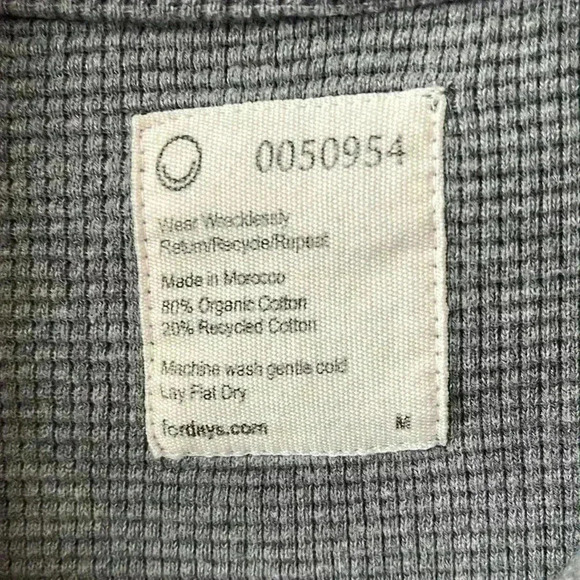 0050954
Wear Wrecklessly
Return/Recycle/Repeat
Made in Morocco
80% Organic Cotton
20% Recycled Cotton
Machine wash gentle cold
Lay Flat Dry
fordays.com M